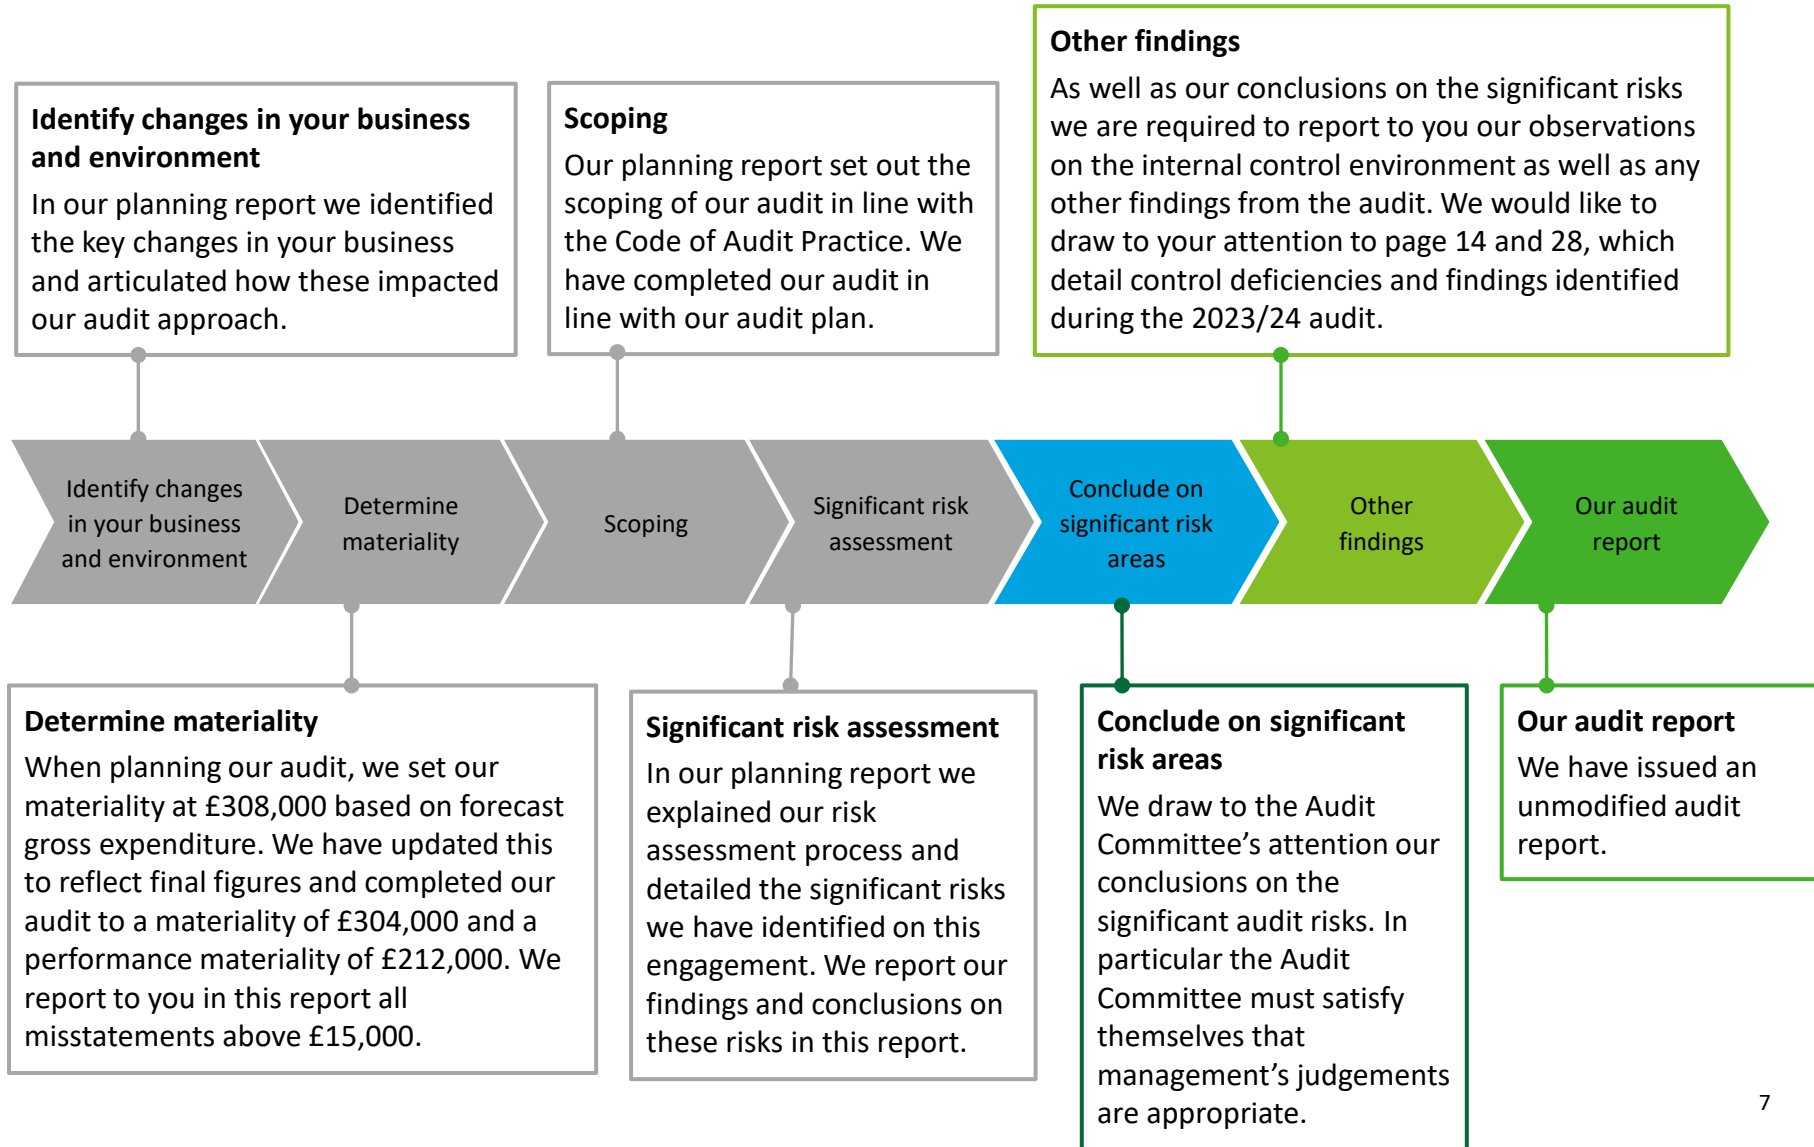 Other findings
As well as our conclusions on the significant risks
we are required to report to you our observations
on the internal control environment as well as any
other findings from the audit. We would like to
draw to your attention to page 14 and 28, which
detail control deficiencies and findings identified
during the 2023/24 audit.
Identify changes in your business
and environment
In our planning report we identified
the key changes in your business
and articulated how these impacted
our audit approach.
Scoping
Our planning report set out the
scoping of our audit in line with
the Code of Audit Practice. We
have completed our audit in
line with our audit plan.
Identify changes
in your business
and environment
Determine
materiality
Scoping
Significant risk
assessment
Conclude on
significant risk
areas
Other
findings
Our audit
report
Determine materiality
When planning our audit, we set our
materiality at £308,000 based on forecast
gross expenditure. We have updated this
to reflect final figures and completed our
audit to a materiality of £304,000 and a
performance materiality of £212,000. We
report to you in this report all
misstatements above £15,000.
Significant risk assessment
In our planning report we
explained our risk
assessment process and
detailed the significant risks
we have identified on this
engagement. We report our
findings and conclusions on
these risks in this report.
Conclude on significant
risk areas
We draw to the Audit
Committee’s attention our
conclusions on the
significant audit risks. In
particular the Audit
Committee must satisfy
themselves that
management’s judgements
are appropriate.
Our audit report
We have issued an
unmodified audit
report.
7